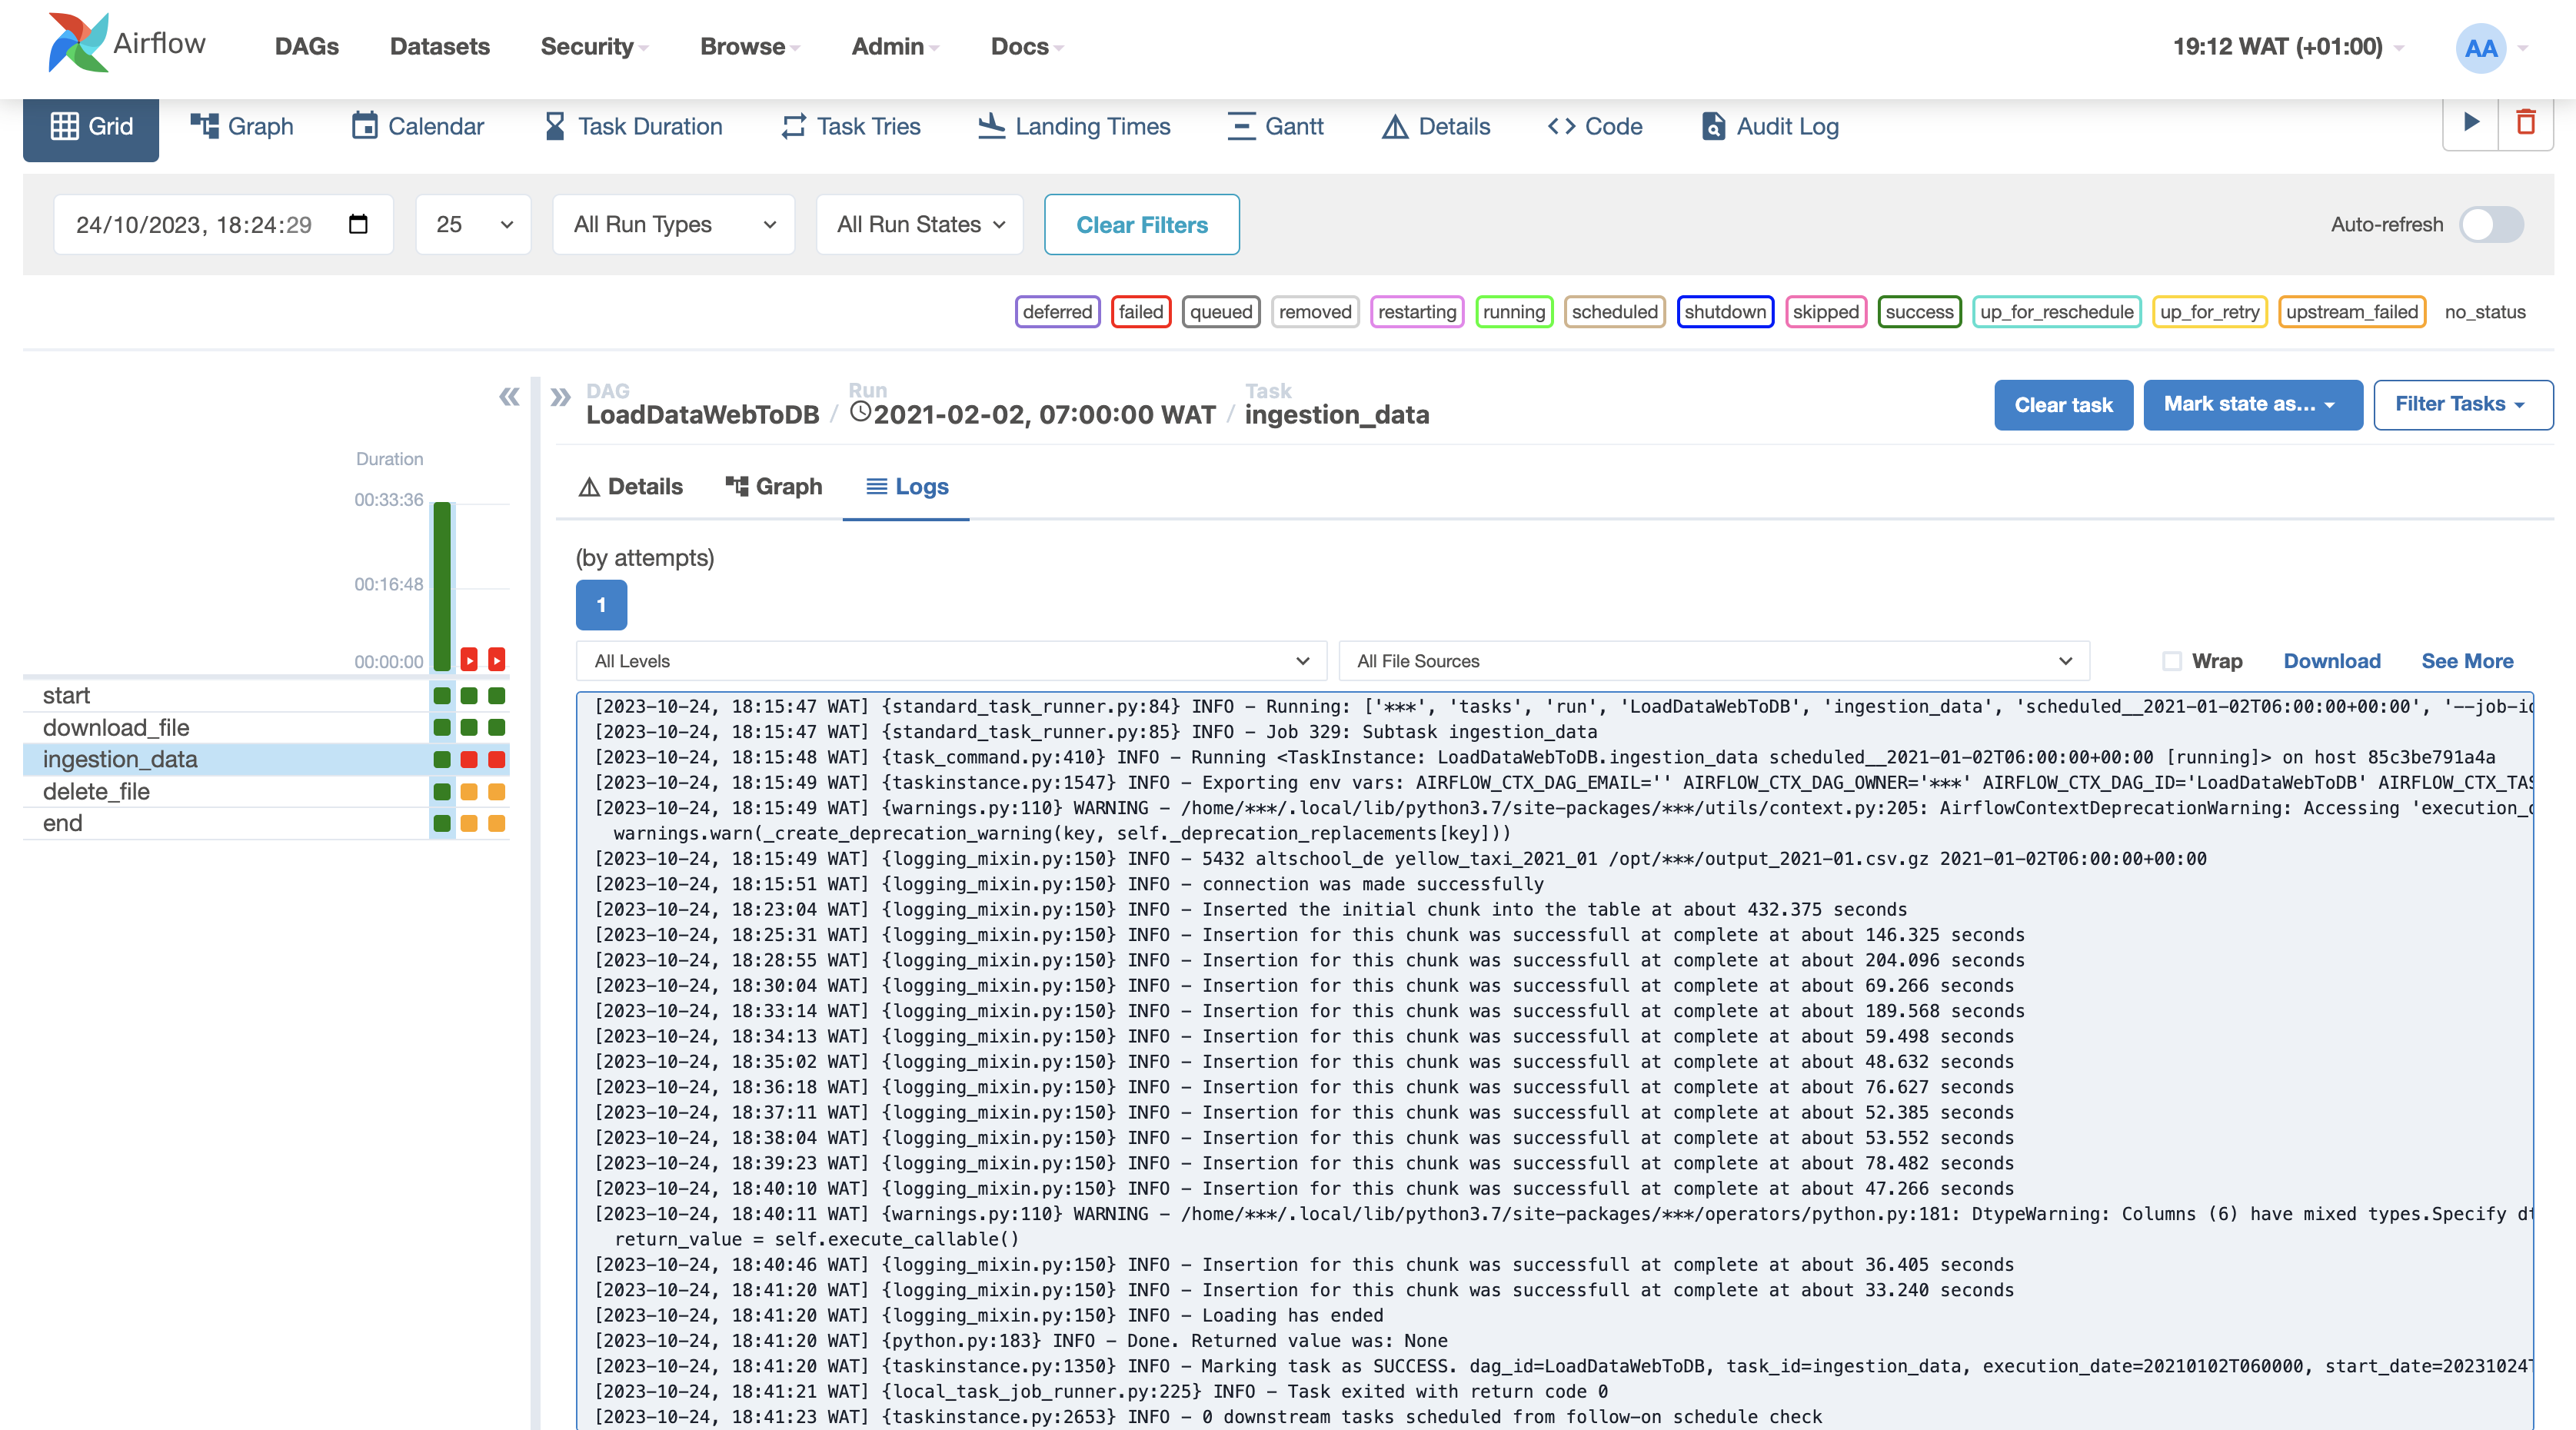 Airflow
DAGs Datasets Security Browse Admin Docs
19:12 WAT (+01:00) AA
Grid Graph Calendar Task Duration Task Tries Landing Times Gantt Details Code Audit Log
24/10/2023, 18:24:29 25 All Run Types All Run States Clear Filters Auto-refresh
deferred failed queued removed restarting running scheduled shutdown skipped success up_for_reschedule up_for_retry upstream_failed no_status
DAG Run Task
LoadDataWebToDB / 2021-02-02, 07:00:00 WAT / ingestion_data
Clear task Mark state as... Filter Tasks
Duration
00:33:36
00:16:48
00:00:00
start
download_file
ingestion_data
delete_file
end
Details Graph Logs
(by attempts)
1
All Levels All File Sources Wrap Download See More
[2023-10-24, 18:15:47 WAT] {standard_task_runner.py:84} INFO - Running: ['***', 'tasks', 'run', 'LoadDataWebToDB', 'ingestion_data', 'scheduled__2021-01-02T06:00:00+00:00', '--job-id
[2023-10-24, 18:15:47 WAT] {standard_task_runner.py:85} INFO - Job 329: Subtask ingestion_data
[2023-10-24, 18:15:48 WAT] {task_command.py:410} INFO - Running <TaskInstance: LoadDataWebToDB.ingestion_data scheduled__2021-01-02T06:00:00+00:00 [running]> on host 85c3be791a4a
[2023-10-24, 18:15:49 WAT] {taskinstance.py:1547} INFO - Exporting env vars: AIRFLOW_CTX_DAG_EMAIL='' AIRFLOW_CTX_DAG_OWNER='***' AIRFLOW_CTX_DAG_ID='LoadDataWebToDB' AIRFLOW_CTX_TAS
[2023-10-24, 18:15:49 WAT] {warnings.py:110} WARNING - /home/***/.local/lib/python3.7/site-packages/***/utils/context.py:205: AirflowContextDeprecationWarning: Accessing 'execution_d
warnings.warn(_create_deprecation_warning(key, self._deprecation_replacements[key]))
[2023-10-24, 18:15:49 WAT] {logging_mixin.py:150} INFO - 5432 altschool_de yellow_taxi_2021_01 /opt/***/output_2021-01.csv.gz 2021-01-02T06:00:00+00:00
[2023-10-24, 18:15:51 WAT] {logging_mixin.py:150} INFO - connection was made successfully
[2023-10-24, 18:23:04 WAT] {logging_mixin.py:150} INFO - Inserted the initial chunk into the table at about 432.375 seconds
[2023-10-24, 18:25:31 WAT] {logging_mixin.py:150} INFO - Insertion for this chunk was successfull at complete at about 146.325 seconds
[2023-10-24, 18:28:55 WAT] {logging_mixin.py:150} INFO - Insertion for this chunk was successfull at complete at about 204.096 seconds
[2023-10-24, 18:30:04 WAT] {logging_mixin.py:150} INFO - Insertion for this chunk was successfull at complete at about 69.266 seconds
[2023-10-24, 18:33:14 WAT] {logging_mixin.py:150} INFO - Insertion for this chunk was successfull at complete at about 189.568 seconds
[2023-10-24, 18:34:13 WAT] {logging_mixin.py:150} INFO - Insertion for this chunk was successfull at complete at about 59.498 seconds
[2023-10-24, 18:35:02 WAT] {logging_mixin.py:150} INFO - Insertion for this chunk was successfull at complete at about 48.632 seconds
[2023-10-24, 18:36:18 WAT] {logging_mixin.py:150} INFO - Insertion for this chunk was successfull at complete at about 76.627 seconds
[2023-10-24, 18:37:11 WAT] {logging_mixin.py:150} INFO - Insertion for this chunk was successfull at complete at about 52.385 seconds
[2023-10-24, 18:38:04 WAT] {logging_mixin.py:150} INFO - Insertion for this chunk was successfull at complete at about 53.552 seconds
[2023-10-24, 18:39:23 WAT] {logging_mixin.py:150} INFO - Insertion for this chunk was successfull at complete at about 78.482 seconds
[2023-10-24, 18:40:10 WAT] {logging_mixin.py:150} INFO - Insertion for this chunk was successfull at complete at about 47.266 seconds
[2023-10-24, 18:40:11 WAT] {warnings.py:110} WARNING - /home/***/.local/lib/python3.7/site-packages/***/operators/python.py:181: DtypeWarning: Columns (6) have mixed types.Specify dt
return_value = self.execute_callable()
[2023-10-24, 18:40:46 WAT] {logging_mixin.py:150} INFO - Insertion for this chunk was successfull at complete at about 36.405 seconds
[2023-10-24, 18:41:20 WAT] {logging_mixin.py:150} INFO - Insertion for this chunk was successfull at complete at about 33.240 seconds
[2023-10-24, 18:41:20 WAT] {logging_mixin.py:150} INFO - Loading has ended
[2023-10-24, 18:41:20 WAT] {python.py:183} INFO - Done. Returned value was: None
[2023-10-24, 18:41:20 WAT] {taskinstance.py:1350} INFO - Marking task as SUCCESS. dag_id=LoadDataWebToDB, task_id=ingestion_data, execution_date=20210102T060000, start_date=20231024T
[2023-10-24, 18:41:21 WAT] {local_task_job_runner.py:225} INFO - Task exited with return code 0
[2023-10-24, 18:41:23 WAT] {taskinstance.py:2653} INFO - 0 downstream tasks scheduled from follow-on schedule check